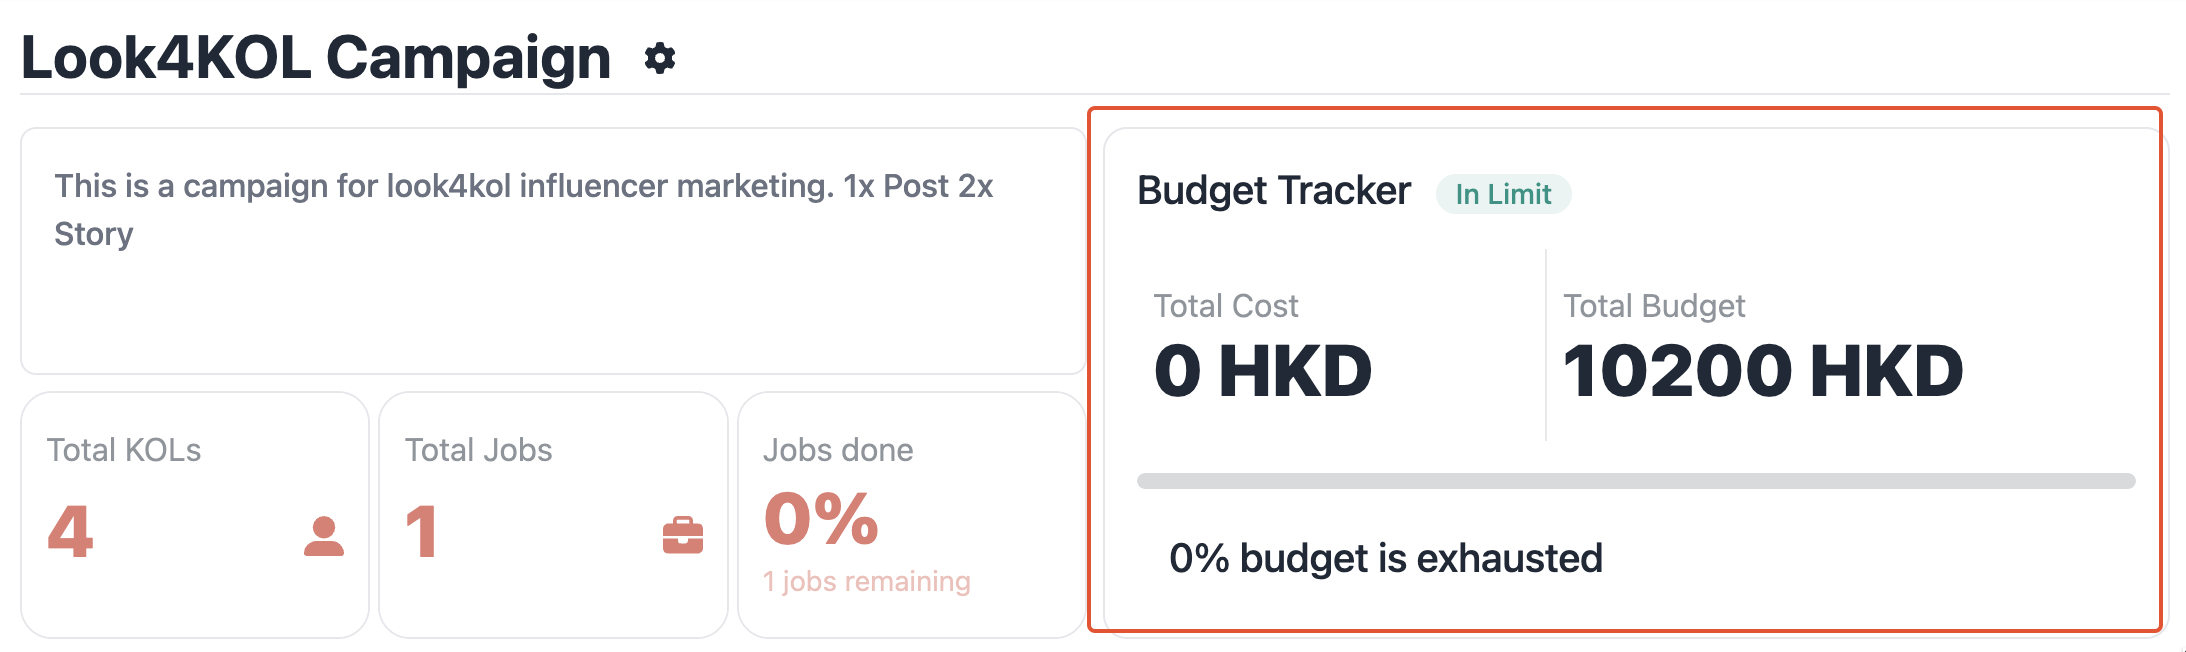 Look4KOL Campaign
This is a campaign for look4kol influencer marketing. 1x Post 2x
Story
Total KOLs
4
Total Jobs
1
Jobs done
0%
1 jobs remaining
Budget Tracker
In Limit
Total Cost
0 HKD
Total Budget
10200 HKD
0% budget is exhausted